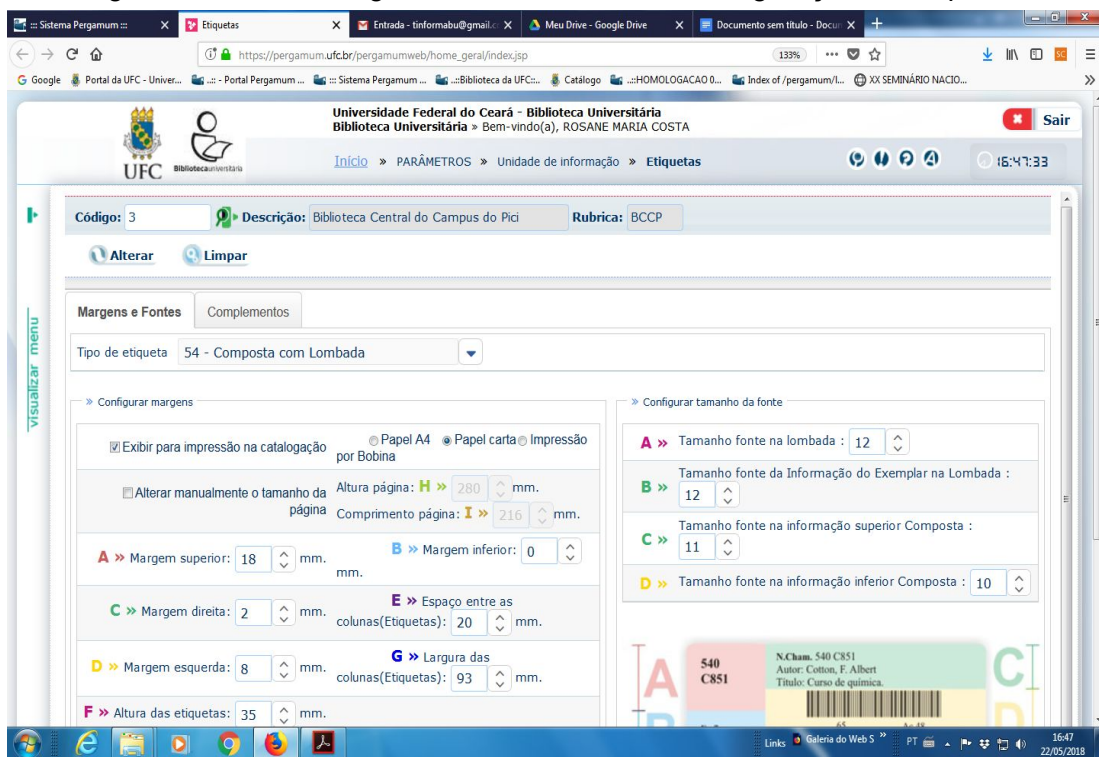 ::: Sistema Pergamum ::: Etiquetas Entrada - tinformabu@gmail.c Meu Drive - Google Drive Documento sem título - Docun
https://pergamum.ufc.br/pergamumweb/home_geral/index.jsp 133%
Google Portal da UFC - Univer... ..:: - Portal Pergamum ... ::: Sistema Pergamum ... ..::Biblioteca da UFC::.. Catálogo ..::HOMOLOGACAO 0... Index of /pergamum/l... XX SEMINÁRIO NACIO...
Universidade Federal do Ceará - Biblioteca Universitária
Biblioteca Universitária » Bem-vindo(a), ROSANE MARIA COSTA
Sair
UFC Bibliotecauniversitária
Início » PARÂMETROS » Unidade de informação » Etiquetas
16:47:33
Código: 3 Descrição: Biblioteca Central do Campus do Pici Rubrica: BCCP
Alterar Limpar
visualizar menu
Margens e Fontes Complementos
Tipo de etiqueta 54 - Composta com Lombada
» Configurar margens
Exibir para impressão na catalogação
Papel A4 Papel carta Impressão
por Bobina
Alterar manualmente o tamanho da
página
Altura página: H » 280 mm.
Comprimento página: I » 216 mm.
A » Margem superior: 18 mm.
B » Margem inferior: 0
mm.
C » Margem direita: 2 mm.
E » Espaço entre as
colunas(Etiquetas): 20 mm.
D » Margem esquerda: 8 mm.
G » Largura das
colunas(Etiquetas): 93 mm.
F » Altura das etiquetas: 35 mm.
» Configurar tamanho da fonte
A » Tamanho fonte na lombada : 12
B » Tamanho fonte da Informação do Exemplar na Lombada :
12
C » Tamanho fonte na informação superior Composta :
11
D » Tamanho fonte na informação inferior Composta : 10
A
540
C851
N.Cham. 540 C851
Autor: Cotton, F. Albert
Título: Curso de química.
C
Links Galeria do Web S PT 16:47
22/05/2018